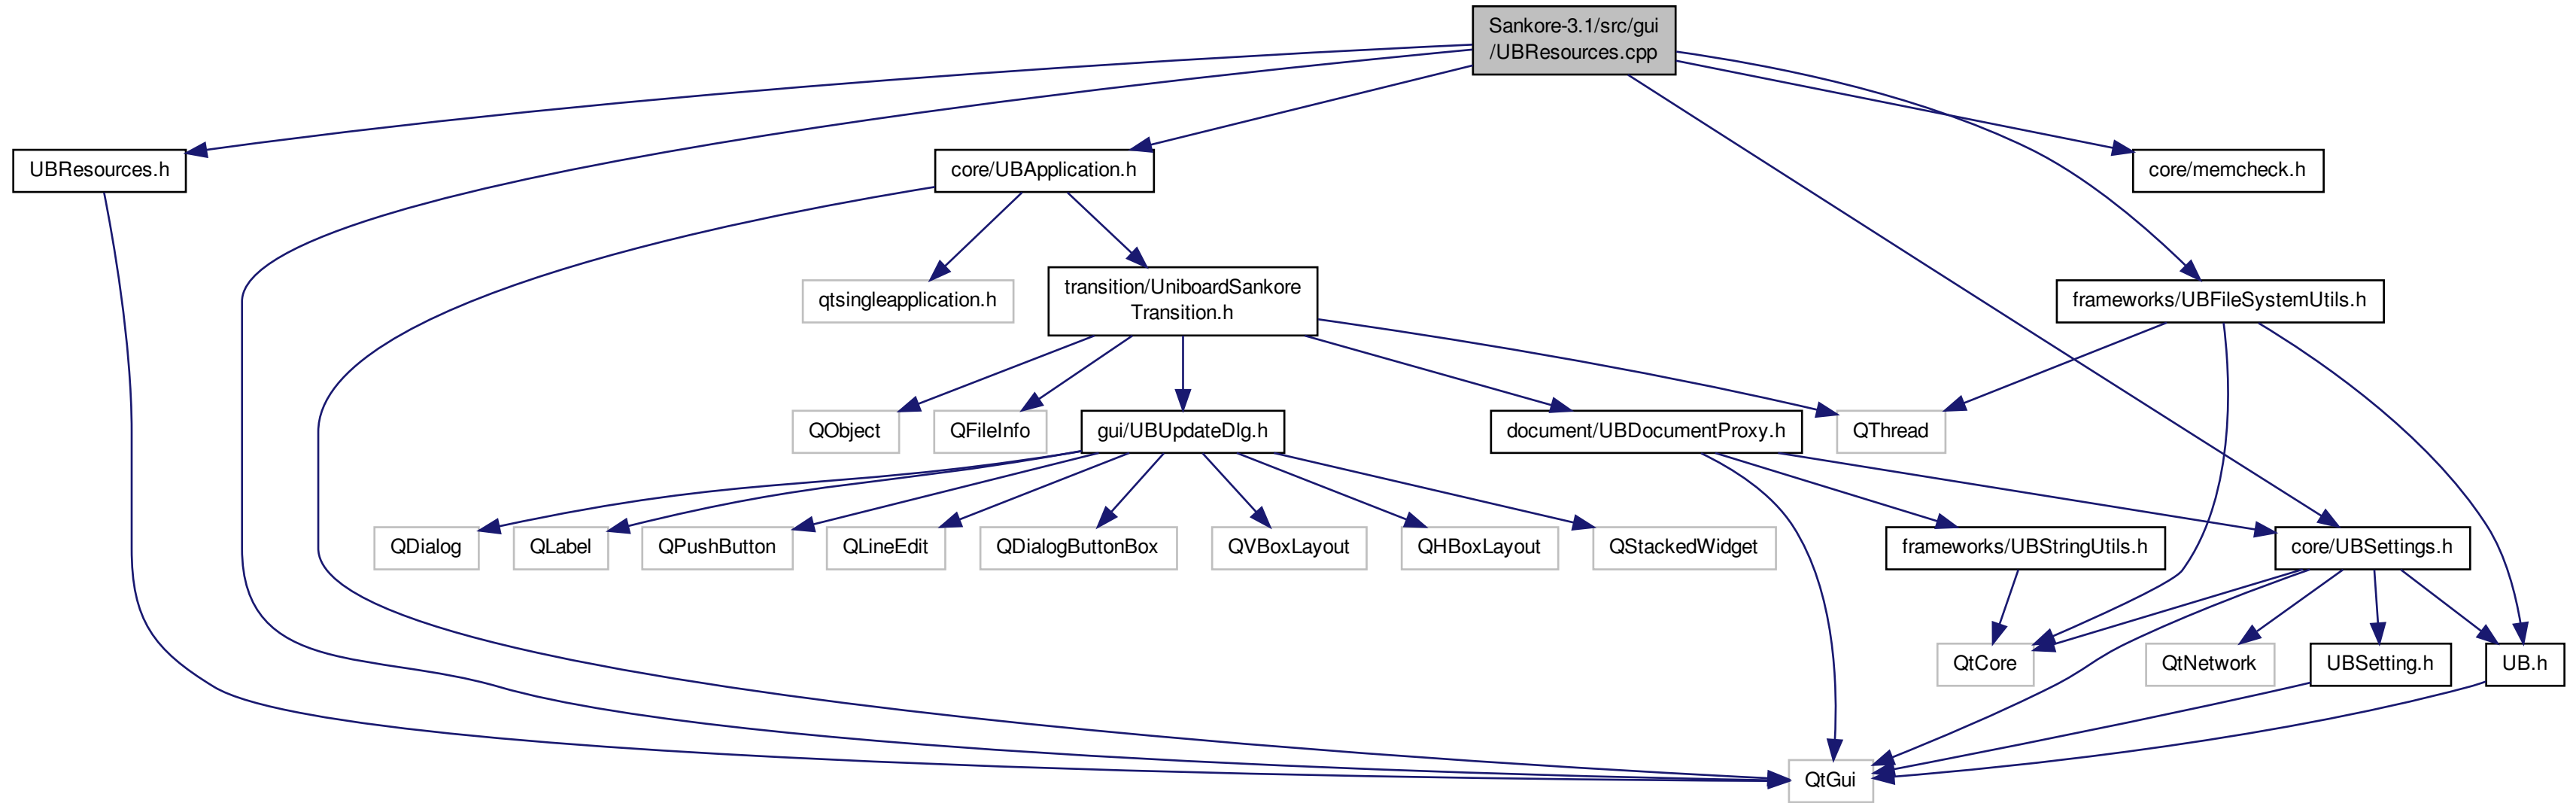 Sankore-3.1/src/gui
/UBResources.cpp
UBResources.h
core/UBApplication.h
core/memcheck.h
qtsingleapplication.h
transition/UniboardSankore
Transition.h
frameworks/UBFileSystemUtils.h
QObject
QFileInfo
gui/UBUpdateDlg.h
document/UBDocumentProxy.h
QThread
QDialog
QLabel
QPushButton
QLineEdit
QDialogButtonBox
QVBoxLayout
QHBoxLayout
QStackedWidget
frameworks/UBStringUtils.h
core/UBSettings.h
QtCore
QtNetwork
UBSetting.h
UB.h
QtGui